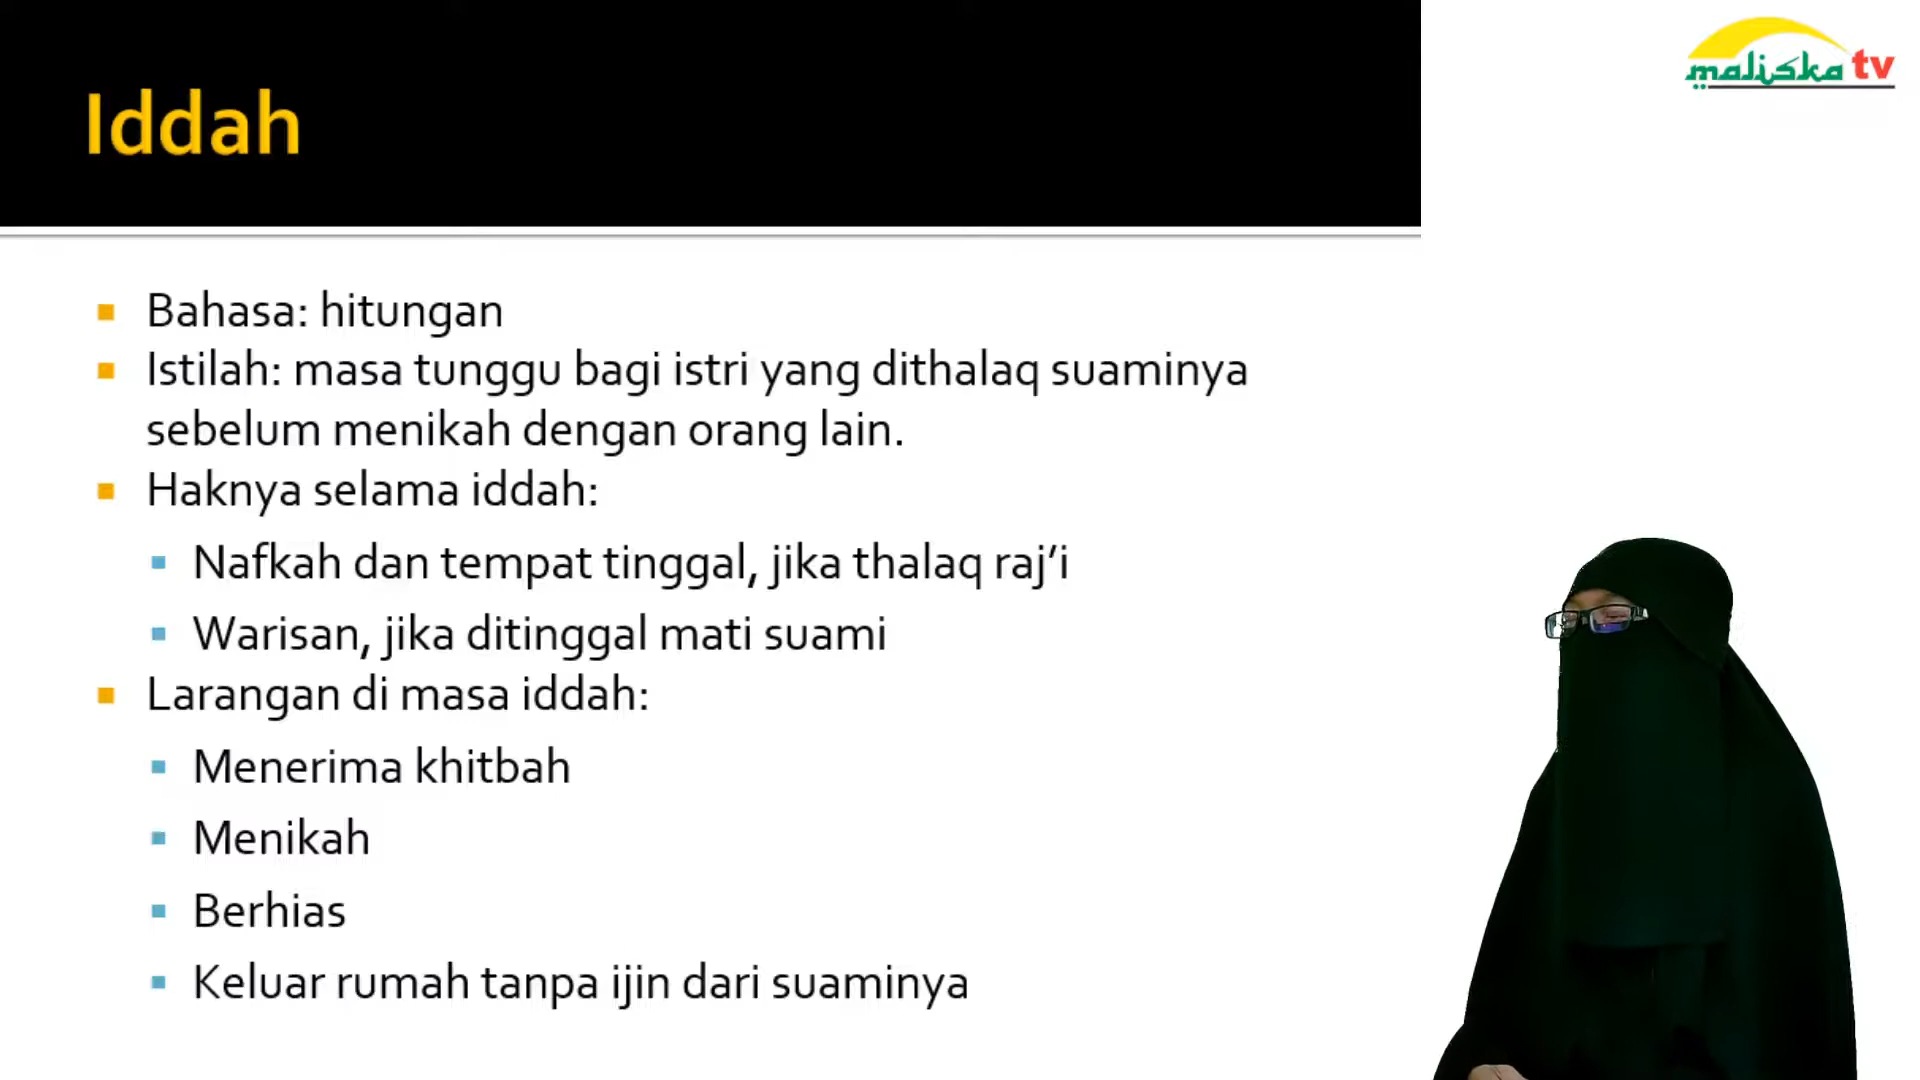 maliska tv
Iddah
Bahasa: hitungan
Istilah: masa tunggu bagi istri yang dithalaq suaminya
sebelum menikah dengan orang lain.
Haknya selama iddah:
Nafkah dan tempat tinggal, jika thalaq raj’i
Warisan, jika ditinggal mati suami
Larangan di masa iddah:
Menerima khitbah
Menikah
Berhias
Keluar rumah tanpa ijin dari suaminya